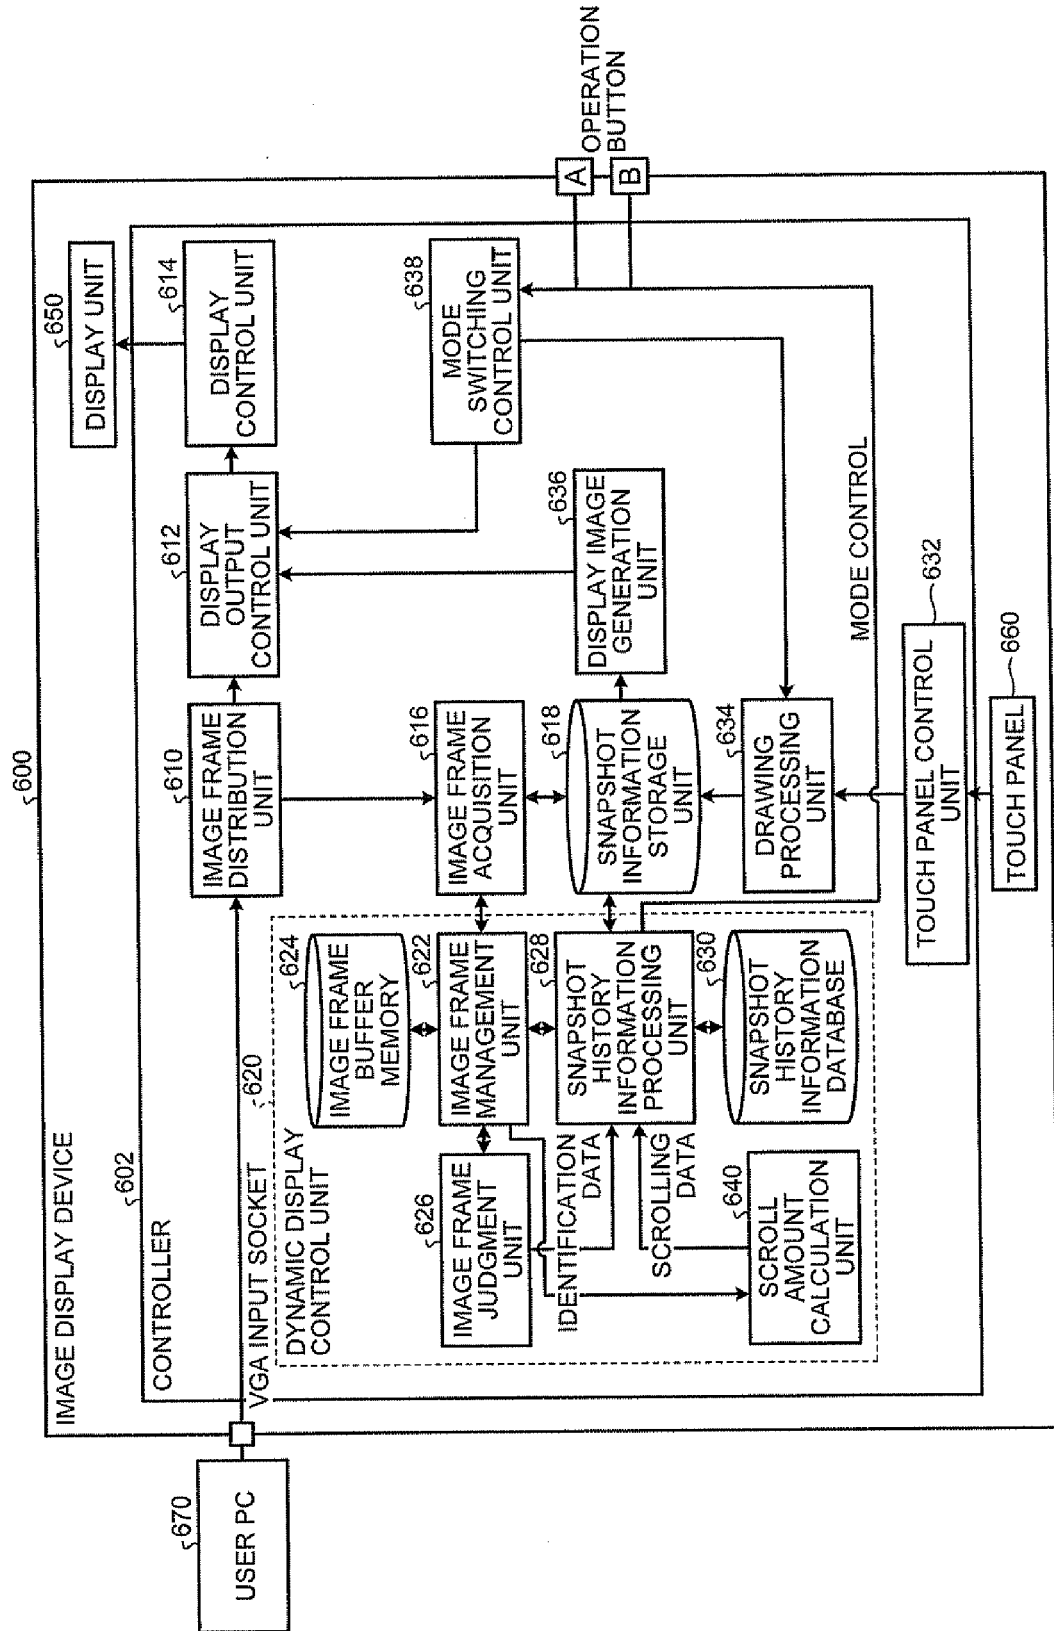 670
USER PC
IMAGE DISPLAY DEVICE
600
602
CONTROLLER
VGA INPUT SOCKET
620
DYNAMIC DISPLAY
CONTROL UNIT
624
IMAGE FRAME
BUFFER
MEMORY
622
IMAGE FRAME
MANAGEMENT
UNIT
626
IMAGE FRAME
JUDGMENT
UNIT
IDENTIFICATION
DATA
SCROLLING
DATA
628
SNAPSHOT
HISTORY
INFORMATION
PROCESSING
UNIT
630
SNAPSHOT
HISTORY
INFORMATION
DATABASE
640
SCROLL
AMOUNT
CALCULATION
UNIT
610
IMAGE FRAME
DISTRIBUTION
UNIT
616
IMAGE FRAME
ACQUISITION
UNIT
618
SNAPSHOT
INFORMATION
STORAGE
UNIT
634
DRAWING
PROCESSING
UNIT
612
DISPLAY
OUTPUT
CONTROL UNIT
636
DISPLAY IMAGE
GENERATION
UNIT
650
DISPLAY UNIT
614
DISPLAY
CONTROL UNIT
638
MODE
SWITCHING
CONTROL UNIT
MODE CONTROL
632
TOUCH PANEL CONTROL
UNIT
660
TOUCH PANEL
A
B
OPERATION
BUTTON